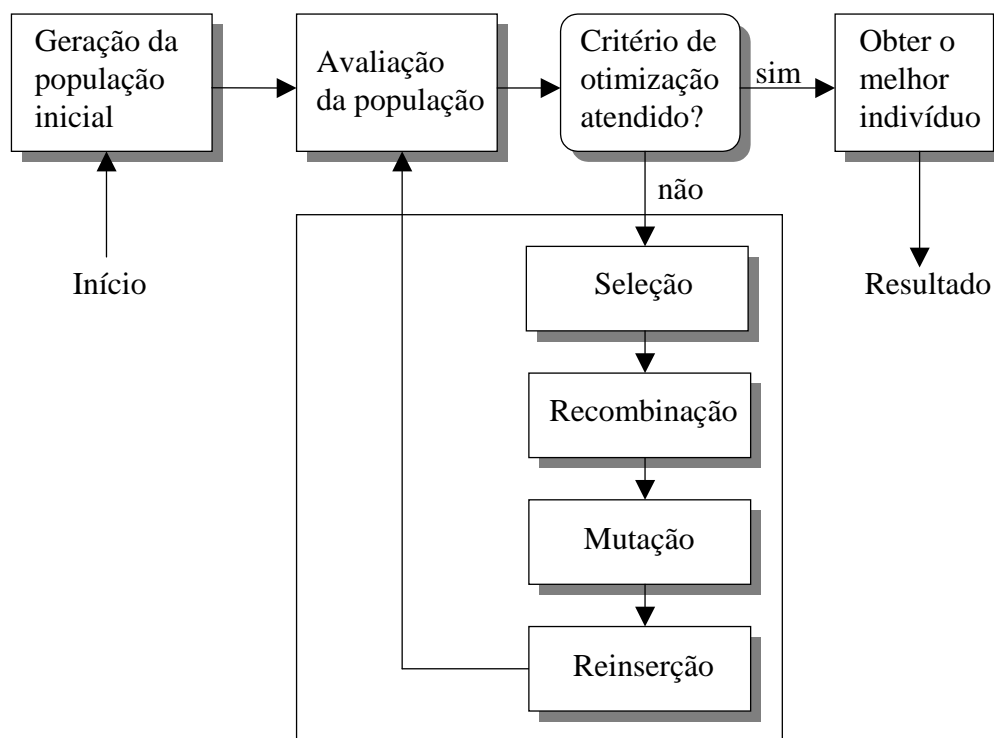 Geração da
população
inicial
Avaliação
da população
Critério de
otimização
atendido?
sim
Obter o
melhor
indivíduo
não
Início
Resultado
Seleção
Recombinação
Mutação
Reinserção